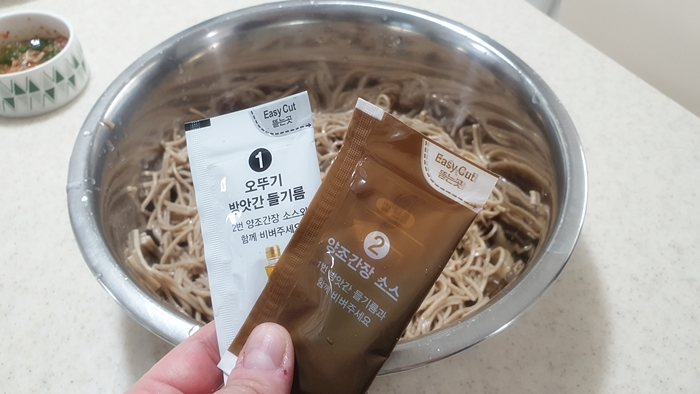 Easy Cut
뜯는곳
1
오뚜기
방앗간 들기름
2번 양조간장 소스와
함께 비벼주세요
Easy Cut
뜯는곳
2
양조간장 소스
1번 방앗간 들기름과
함께 비벼주세요